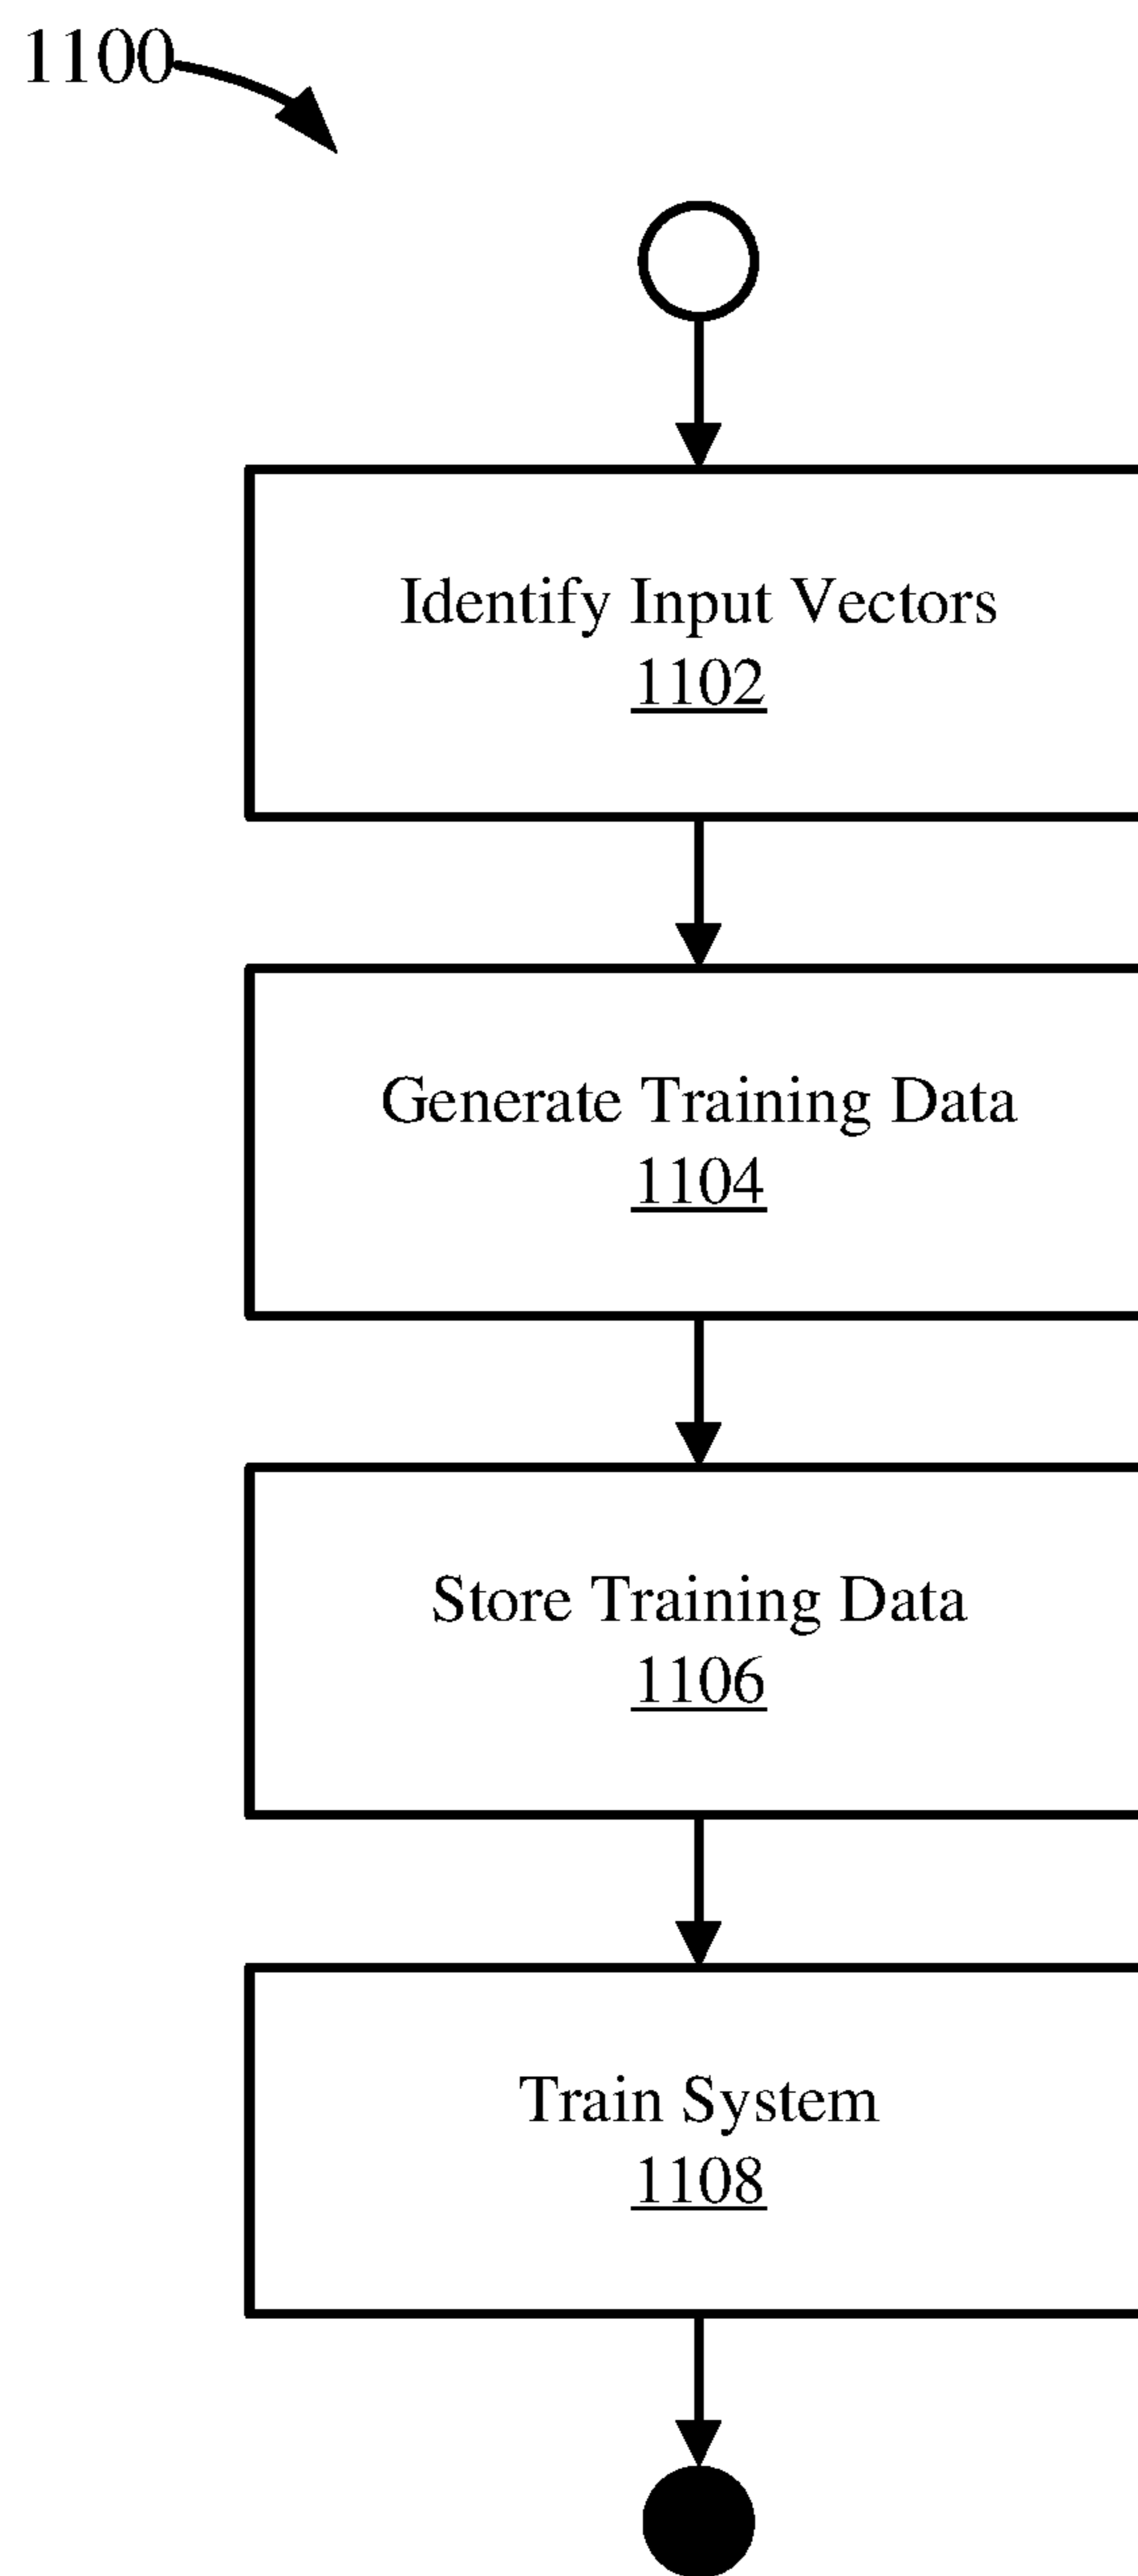 1100
Identify Input Vectors
1102
Generate Training Data
1104
Store Training Data
1106
Train System
1108